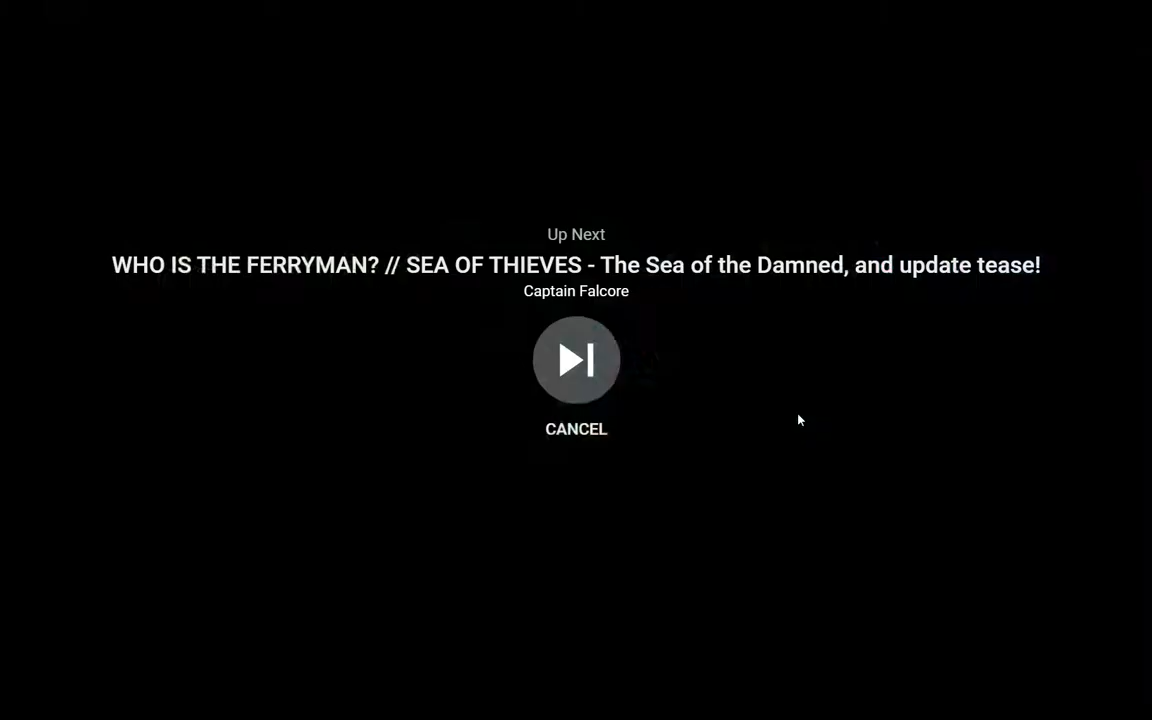 Up Next
WHO IS THE FERRYMAN? // SEA OF THIEVES - The Sea of the Damned, and update tease!
Captain Falcore
CANCEL